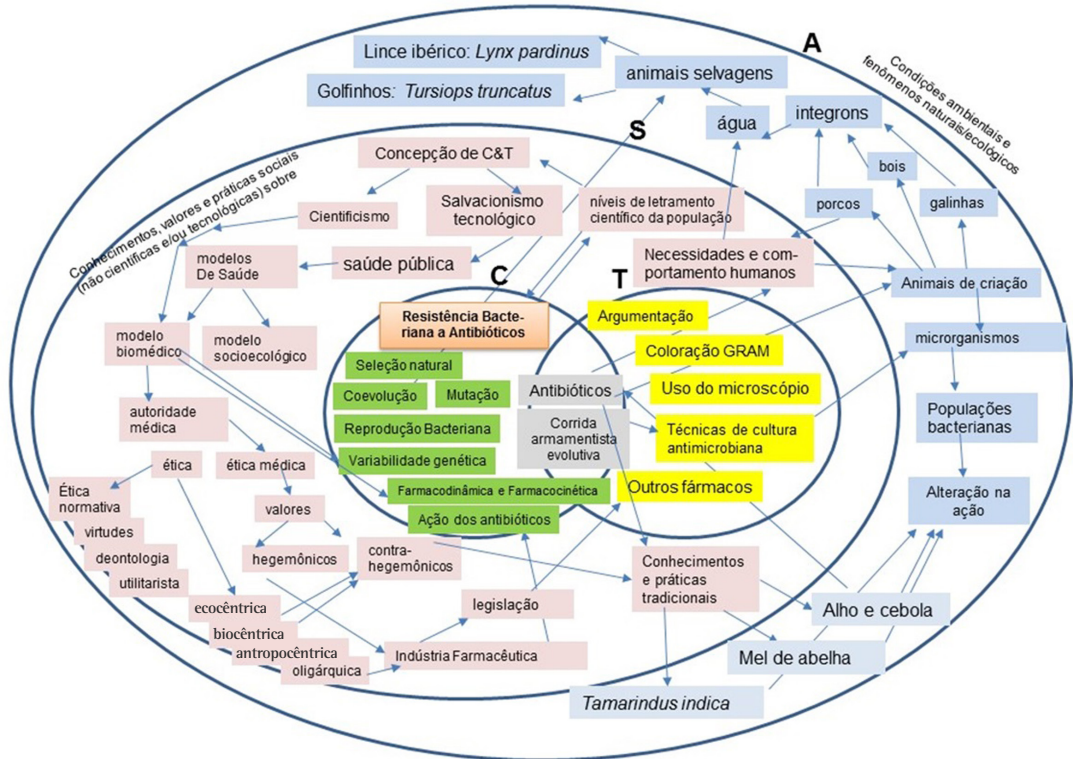 A
Condições ambientais e
fenômenos naturais/ecológicos
Lince ibérico: Lynx pardinus
Golfinhos: Tursiops truncatus
animais selvagens
água
integrons
bois
porcos
galinhas
Animais de criação
microrganismos
Populações
bacterianas
Alteração na
ação
S
Conhecimentos, valores e práticas sociais
(não científicas e/ou tecnológicas) sobre
Concepção de C&T
Cientificismo
Salvacionismo
tecnológico
níveis de letramento
científico da população
Necessidades e com-
portamento humanos
modelos
De Saúde
saúde pública
modelo
biomédico
modelo
socioecológico
autoridade
médica
ética
ética médica
Ética
normativa
virtudes
deontologia
utilitarista
valores
hegemônicos
contra-
hegemônicos
ecocêntrica
biocêntrica
antropocêntrica
oligárquica
legislação
Indústria Farmacêutica
C
Resistência Bacte-
riana a Antibióticos
Seleção natural
Coevolução
Mutação
Reprodução Bacteriana
Variabilidade genética
Farmacodinâmica e Farmacocinética
Ação dos antibióticos
T
Argumentação
Coloração GRAM
Uso do microscópio
Antibióticos
Corrida
armamentista
evolutiva
Técnicas de cultura
antimicrobiana
Outros fármacos
Conhecimentos
e práticas
tradicionais
Alho e cebola
Mel de abelha
Tamarindus indica